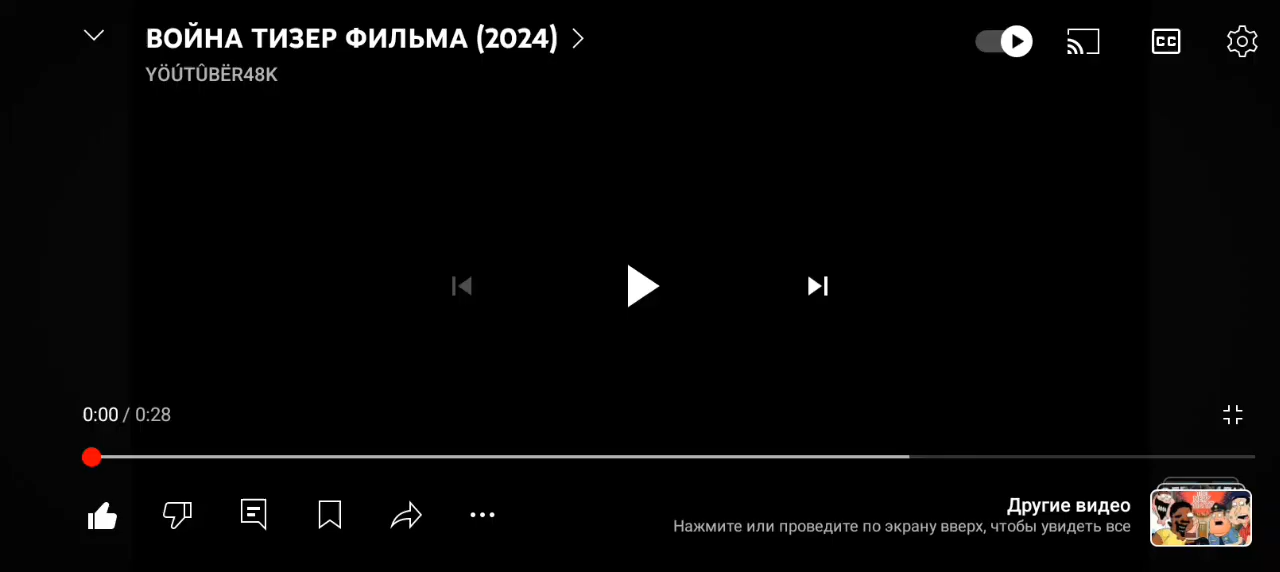 ВОЙНА ТИЗЕР ФИЛЬМА (2024)
YÖÚTÛBËR48K
CC
0:00 / 0:28
Другие видео
Нажмите или проведите по экрану вверх, чтобы увидеть все